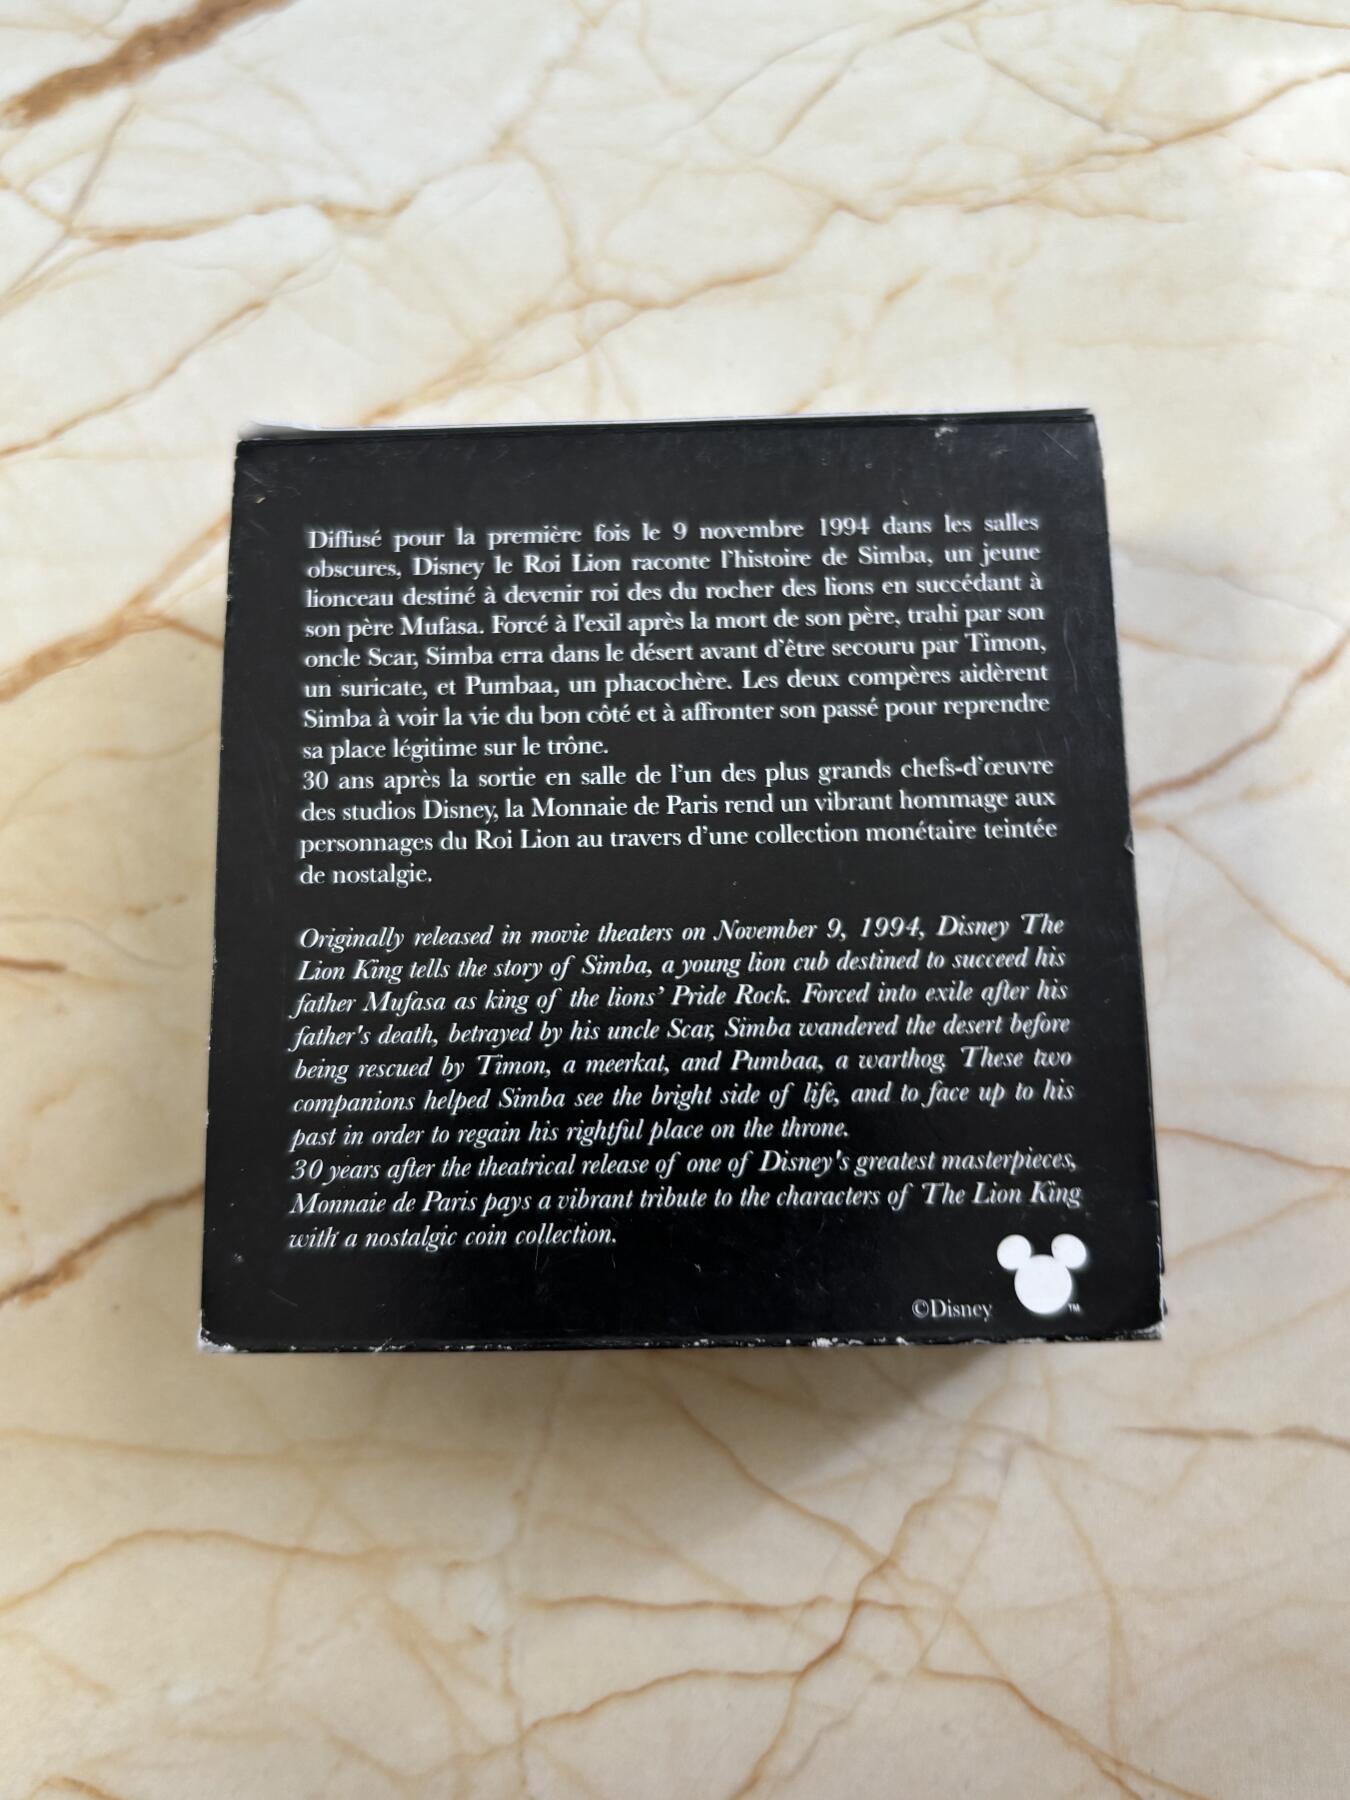 Diffusé pour la première fois le 9 novembre 1994 dans les salles
obscures, Disney le Roi Lion raconte l'histoire de Simba, un jeune
lionceau destiné à devenir roi des du rocher des lions en succédant à
son père Mufasa. Forcé à l'exil après la mort de son père, trahi par son
oncle Scar, Simba erra dans le désert avant d'être secouru par Timon,
un suricate, et Pumbaa, un phacochère. Les deux compères aidèrent
Simba à voir la vie du bon côté et à affronter son passé pour reprendre
sa place légitime sur le trône.
30 ans après la sortie en salle de l'un des plus grands chefs-d'œuvre
des studios Disney, la Monnaie de Paris rend un vibrant hommage aux
personnages du Roi Lion au travers d'une collection monétaire teintée
de nostalgie.
Originally released in movie theaters on November 9, 1994, Disney The
Lion King tells the story of Simba, a young lion cub destined to succeed his
father Mufasa as king of the lions' Pride Rock. Forced into exile after his
father's death, betrayed by his uncle Scar, Simba wandered the desert before
being rescued by Timon, a meerkat, and Pumbaa, a warthog. These two
companions helped Simba see the bright side of life, and to face up to his
past in order to regain his rightful place on the throne.
30 years after the theatrical release of one of Disney's greatest masterpieces,
Monnaie de Paris pays a vibrant tribute to the characters of The Lion King
with a nostalgic coin collection.
©Disney TM